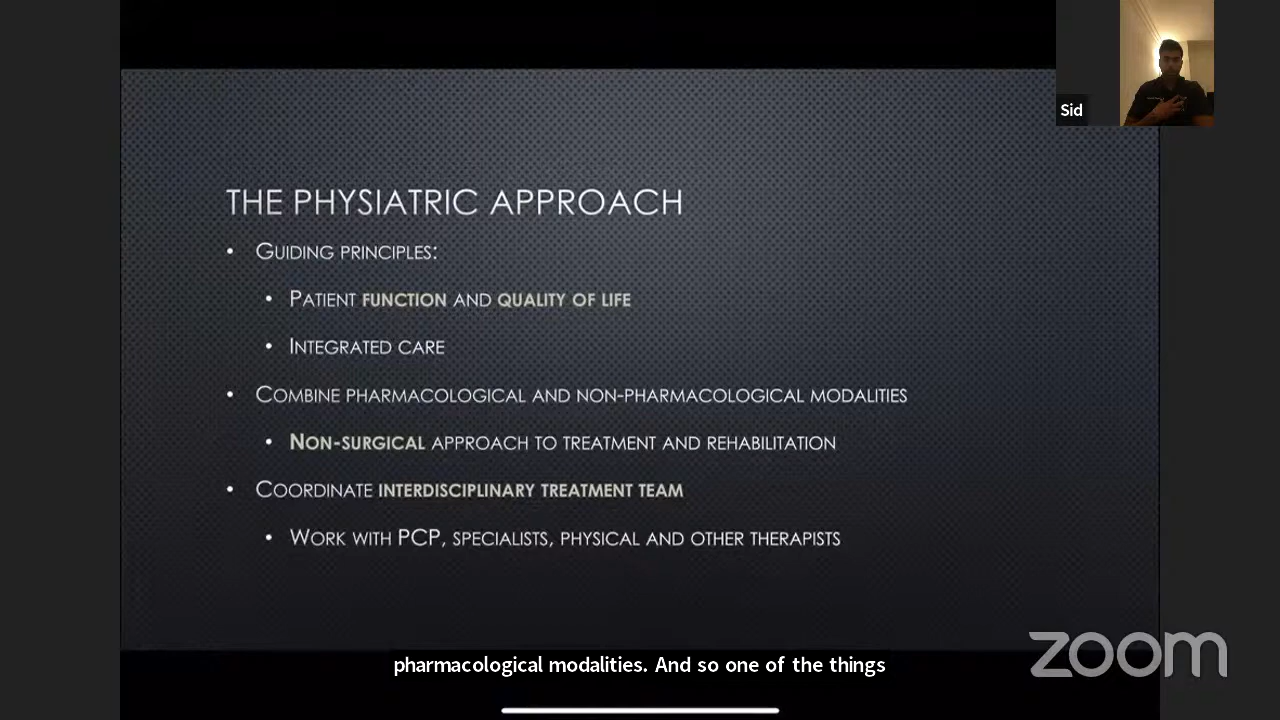 Sid
THE PHYSIATRIC APPROACH
• GUIDING PRINCIPLES:
• PATIENT FUNCTION AND QUALITY OF LIFE
• INTEGRATED CARE
• COMBINE PHARMACOLOGICAL AND NON-PHARMACOLOGICAL MODALITIES
• NON-SURGICAL APPROACH TO TREATMENT AND REHABILITATION
• COORDINATE INTERDISCIPLINARY TREATMENT TEAM
• WORK WITH PCP, SPECIALISTS, PHYSICAL AND OTHER THERAPISTS
zoom
pharmacological modalities. And so one of the things